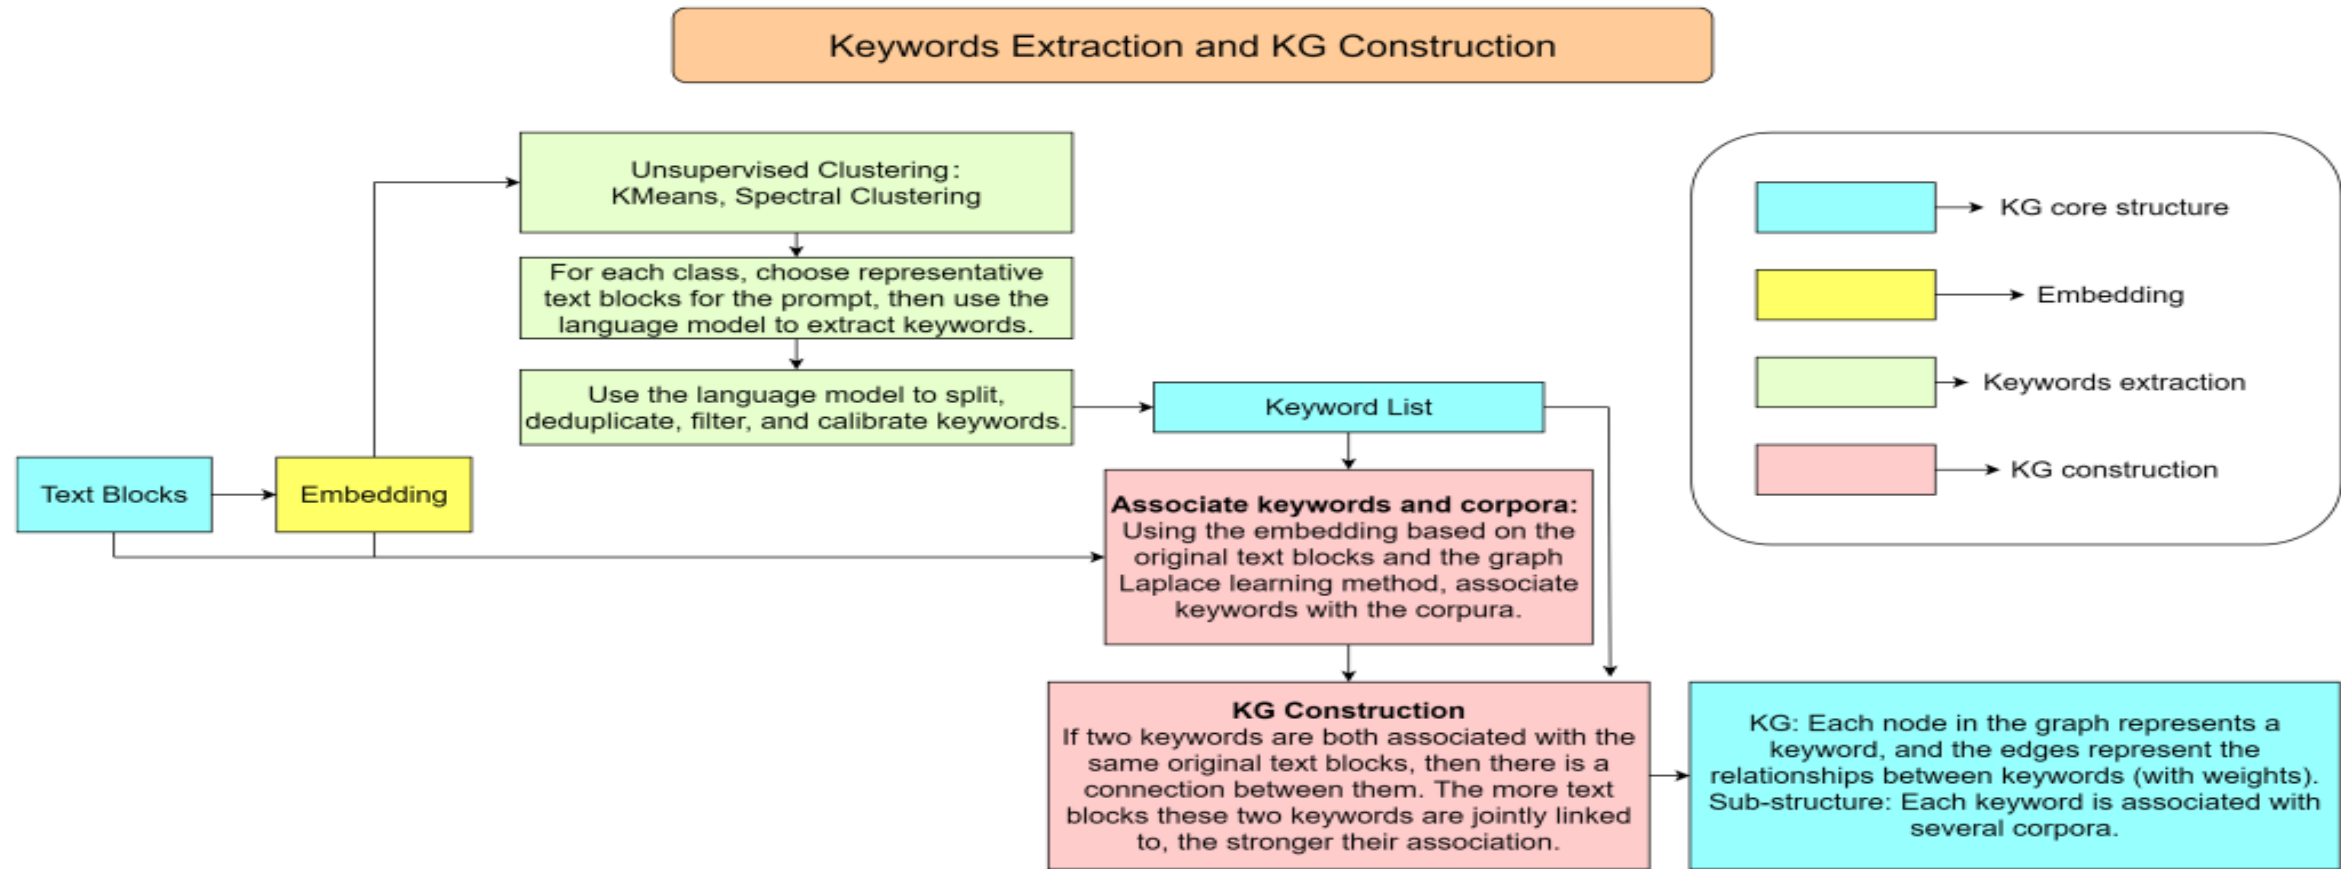 Keywords Extraction and KG Construction
Unsupervised Clustering:
KMeans, Spectral Clustering
For each class, choose representative
text blocks for the prompt, then use the
language model to extract keywords.
Use the language model to split,
deduplicate, filter, and calibrate keywords.
Keyword List
Text Blocks
Embedding
Associate keywords and corpora:
Using the embedding based on the
original text blocks and the graph
Laplace learning method, associate
keywords with the corpura.
KG Construction
If two keywords are both associated with the
same original text blocks, then there is a
connection between them. The more text
blocks these two keywords are jointly linked
to, the stronger their association.
KG: Each node in the graph represents a
keyword, and the edges represent the
relationships between keywords (with weights).
Sub-structure: Each keyword is associated with
several corpora.
KG core structure
Embedding
Keywords extraction
KG construction